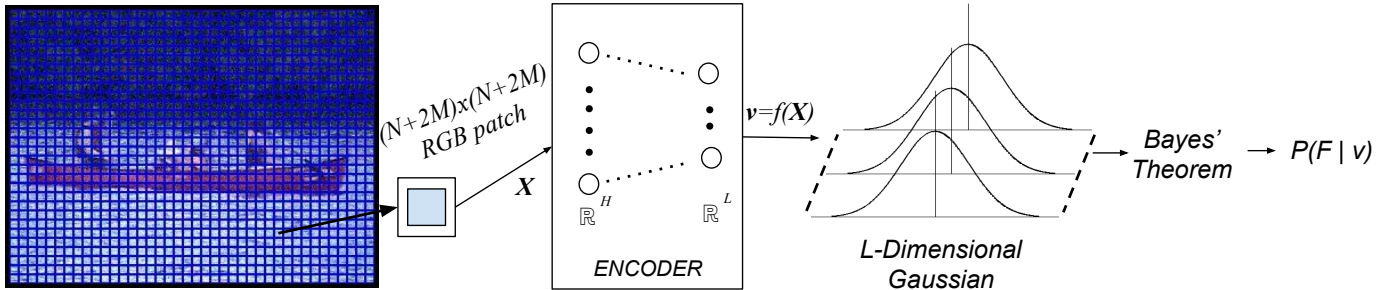 (N+2M)x(N+2M)
RGB patch
X
ℝ^H
ℝ^L
ENCODER
v=f(X)
L-Dimensional
Gaussian
Bayes’
Theorem
P(F | v)